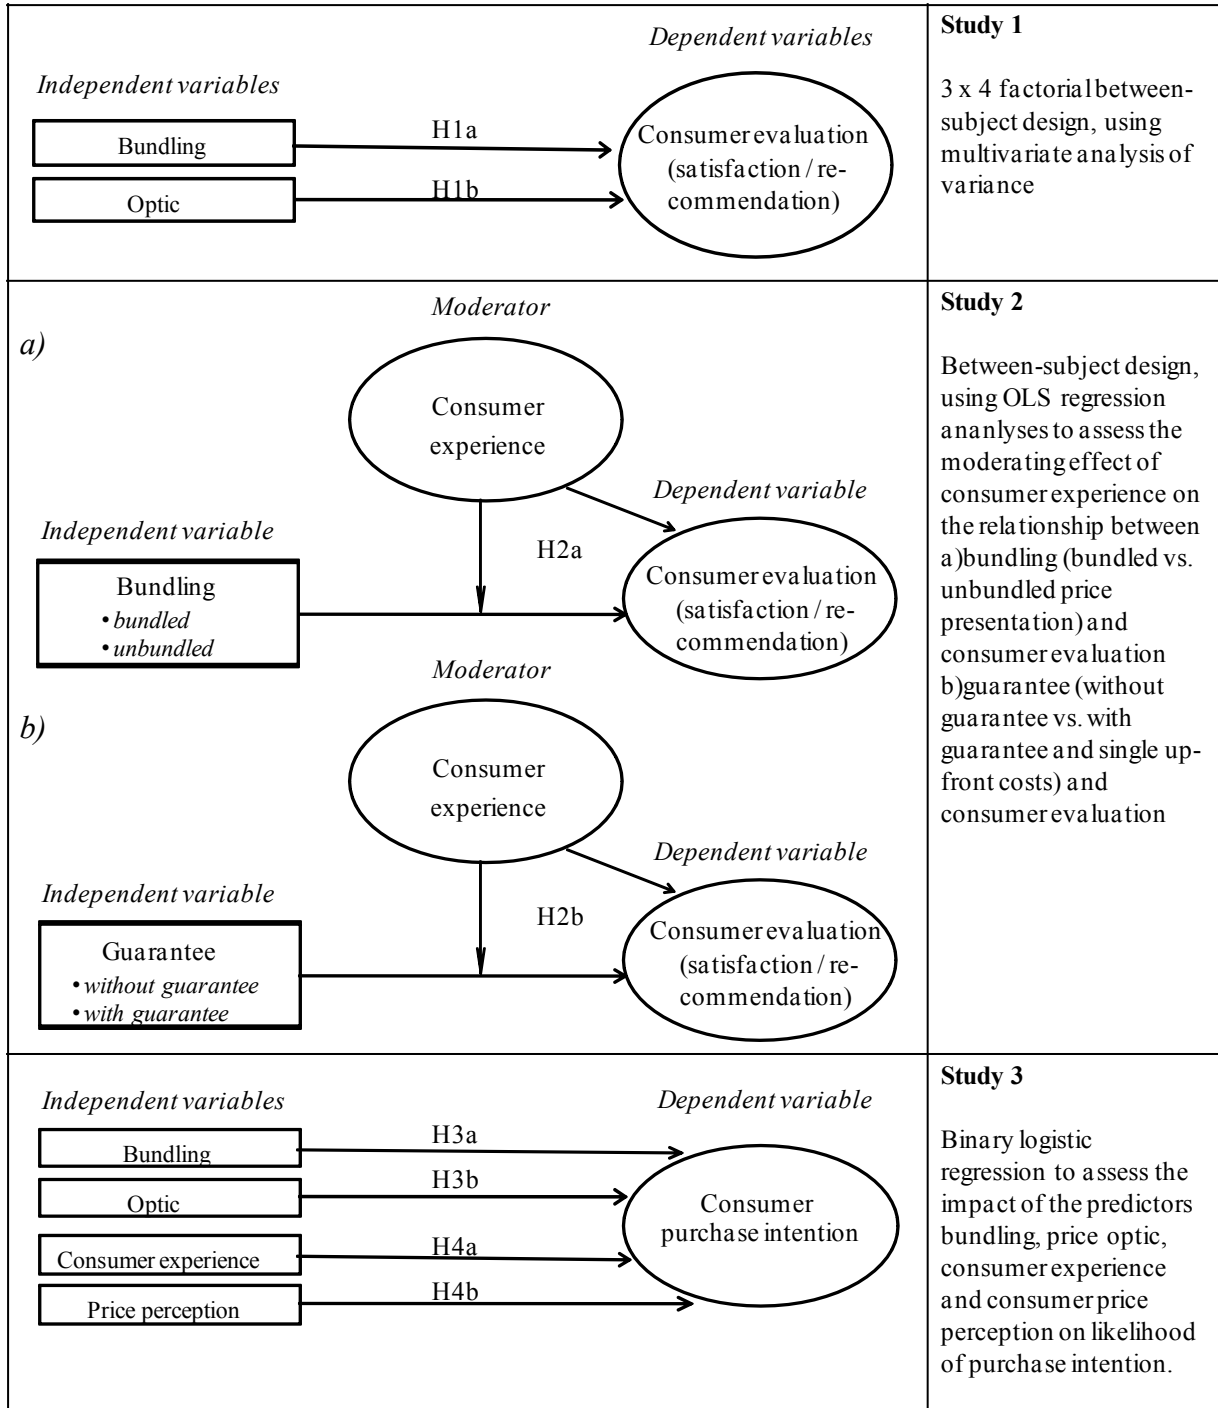 Dependent variables
Independent variables
Bundling
H1a
Optic
H1b
Consumer evaluation
(satisfaction / re-
commendation)
Study 1
3 x 4 factorial between-
subject design, using
multivariate analysis of
variance
a)
Moderator
Consumer
experience
Independent variable
Bundling
• bundled
• unbundled
H2a
Dependent variable
Consumer evaluation
(satisfaction / re-
commendation)
b)
Moderator
Consumer
experience
Independent variable
Guarantee
• without guarantee
• with guarantee
H2b
Dependent variable
Consumer evaluation
(satisfaction / re-
commendation)
Study 2
Between-subject design,
using OLS regression
ananlyses to assess the
moderating effect of
consumer experience on
the relationship between
a)bundling (bundled vs.
unbundled price
presentation) and
consumer evaluation
b)guarantee (without
guarantee vs. with
guarantee and single up-
front costs) and
consumer evaluation
Independent variables
Dependent variable
Bundling
H3a
Optic
H3b
Consumer experience
H4a
Price perception
H4b
Consumer
purchase intention
Study 3
Binary logistic
regression to assess the
impact of the predictors
bundling, price optic,
consumer experience
and consumer price
perception on likelihood
of purchase intention.